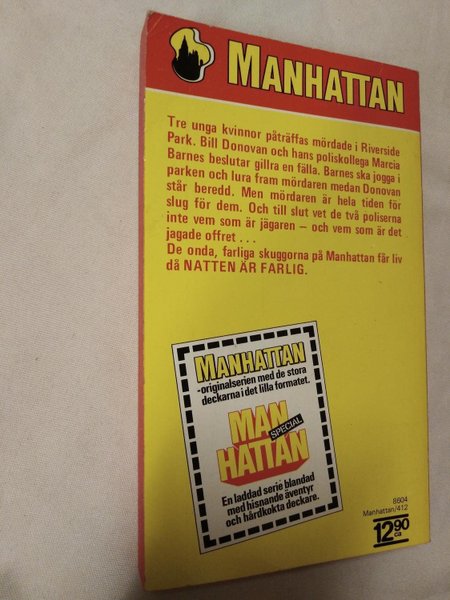 MANHATTAN
Tre unga kvinnor påträffas mördade i Riverside
Park. Bill Donovan och hans poliskollega Marcia
Barnes beslutar gillra en fälla. Barnes ska jogga i
parken och lura fram mördaren medan Donovan
står beredd. Men mördaren är hela tiden för
slug för dem. Och till slut vet de två poliserna
inte vem som är jägaren – och vem som är det
jagade offret . . .
De onda, farliga skuggorna på Manhattan får liv
då NATTEN ÄR FARLIG.
MANHATTAN
-originalserien med de stora
deckarna i det lilla formatet.
MAN
SPECIAL
HATTAN
En laddad serie blandad
med hisnande äventyr
och hårdkokta deckare.
8604
Manhattan/412
12 90
ca